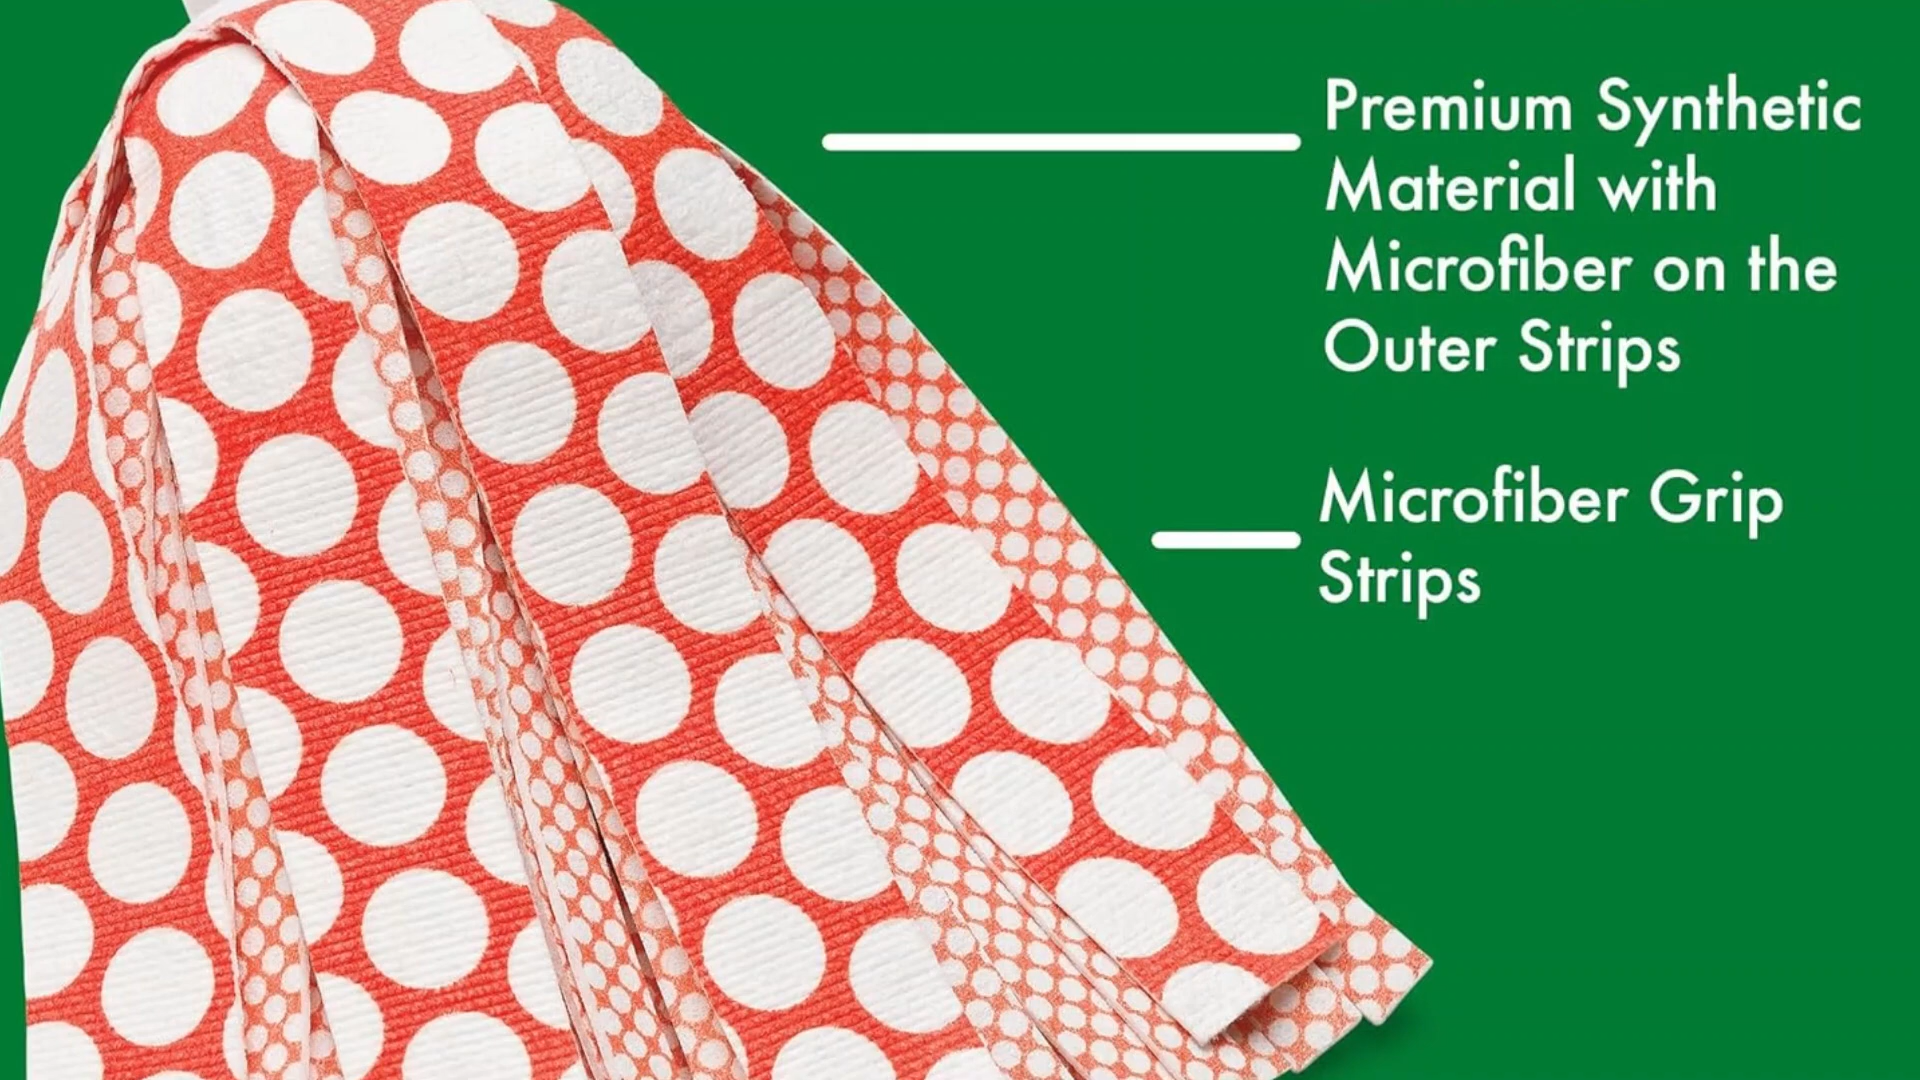 Premium Synthetic
Material with
Microfiber on the
Outer Strips
Microfiber Grip
Strips